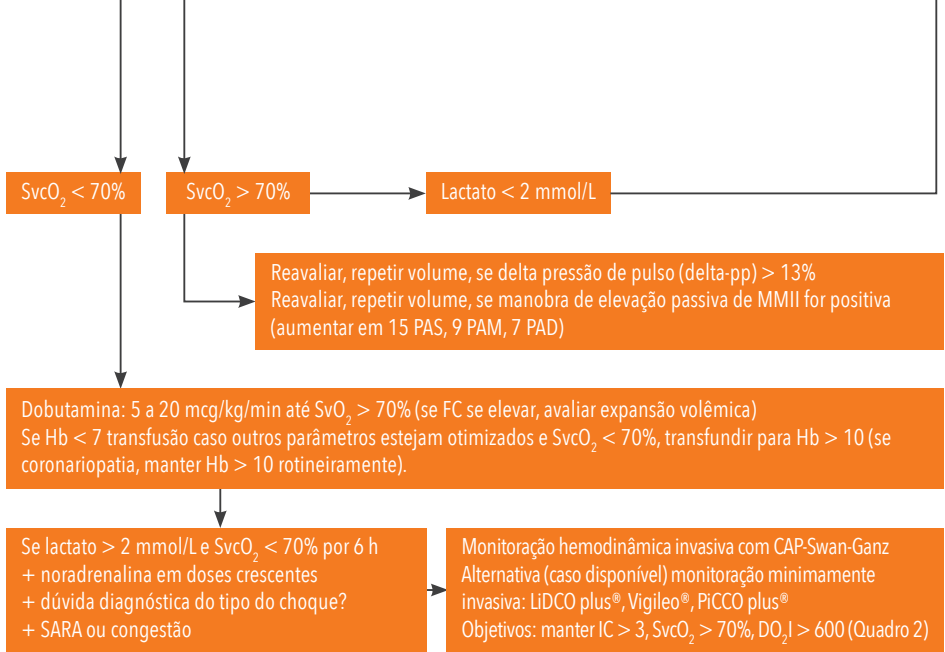 SvcO₂ < 70%
SvcO₂ > 70%
Lactato < 2 mmol/L
Reavaliar, repetir volume, se delta pressão de pulso (delta-pp) > 13%
Reavaliar, repetir volume, se manobra de elevação passiva de MMII for positiva
(aumentar em 15 PAS, 9 PAM, 7 PAD)
Dobutamina: 5 a 20 mcg/kg/min até SvO₂ > 70% (se FC se elevar, avaliar expansão volêmica)
Se Hb < 7 transfusão caso outros parâmetros estejam otimizados e SvcO₂ < 70%, transfundir para Hb > 10 (se
coronariopatia, manter Hb > 10 rotineiramente).
Se lactato > 2 mmol/L e SvcO₂ < 70% por 6 h
+ noradrenalina em doses crescentes
+ dúvida diagnóstica do tipo do choque?
+ SARA ou congestão
Monitoração hemodinâmica invasiva com CAP-Swan-Ganz
Alternativa (caso disponível) monitoração minimamente
invasiva: LiDCO plus®, Vigileo®, PiCCO plus®
Objetivos: manter IC > 3, SvcO₂ > 70%, DO₂I > 600 (Quadro 2)